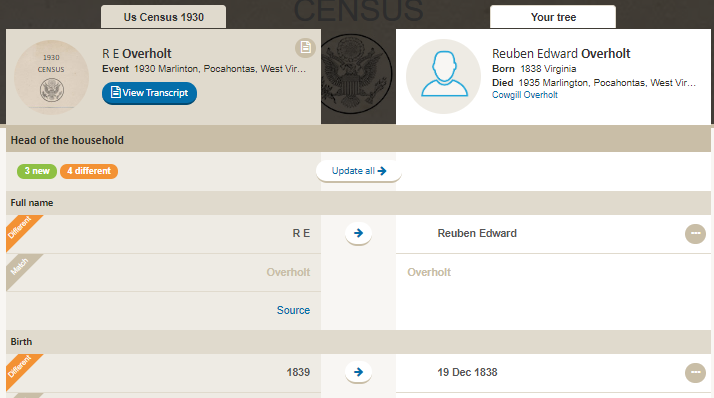 CENSUS
Us Census 1930
Your tree
1930
CENSUS
R E Overholt
Event 1930 Marlinton, Pocahontas, West Vir…
View Transcript
Reuben Edward Overholt
Born 1838 Virginia
Died 1935 Marlington, Pocahontas, West Vir…
Cowgill Overholt
Head of the household
3 new 4 different
Update all
Full name
Different
R E
Reuben Edward
Match
Overholt
Overholt
Source
Birth
Different
1839
19 Dec 1838